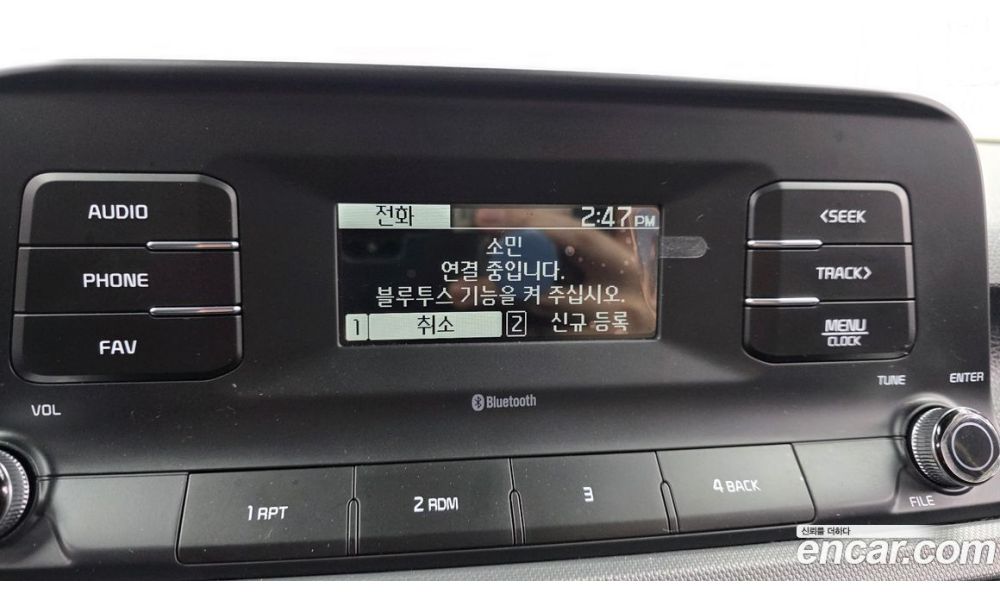 AUDIO
PHONE
FAV
VOL
전화 2:47 PM
소민
연결 중입니다.
블루투스 기능을 켜 주십시오.
1 취소 2 신규 등록
Bluetooth
<SEEK
TRACK>
MENU
CLOCK
TUNE ENTER
FILE
1 RPT
2 RDM
3
4 BACK
신뢰를 더하다
encar.com